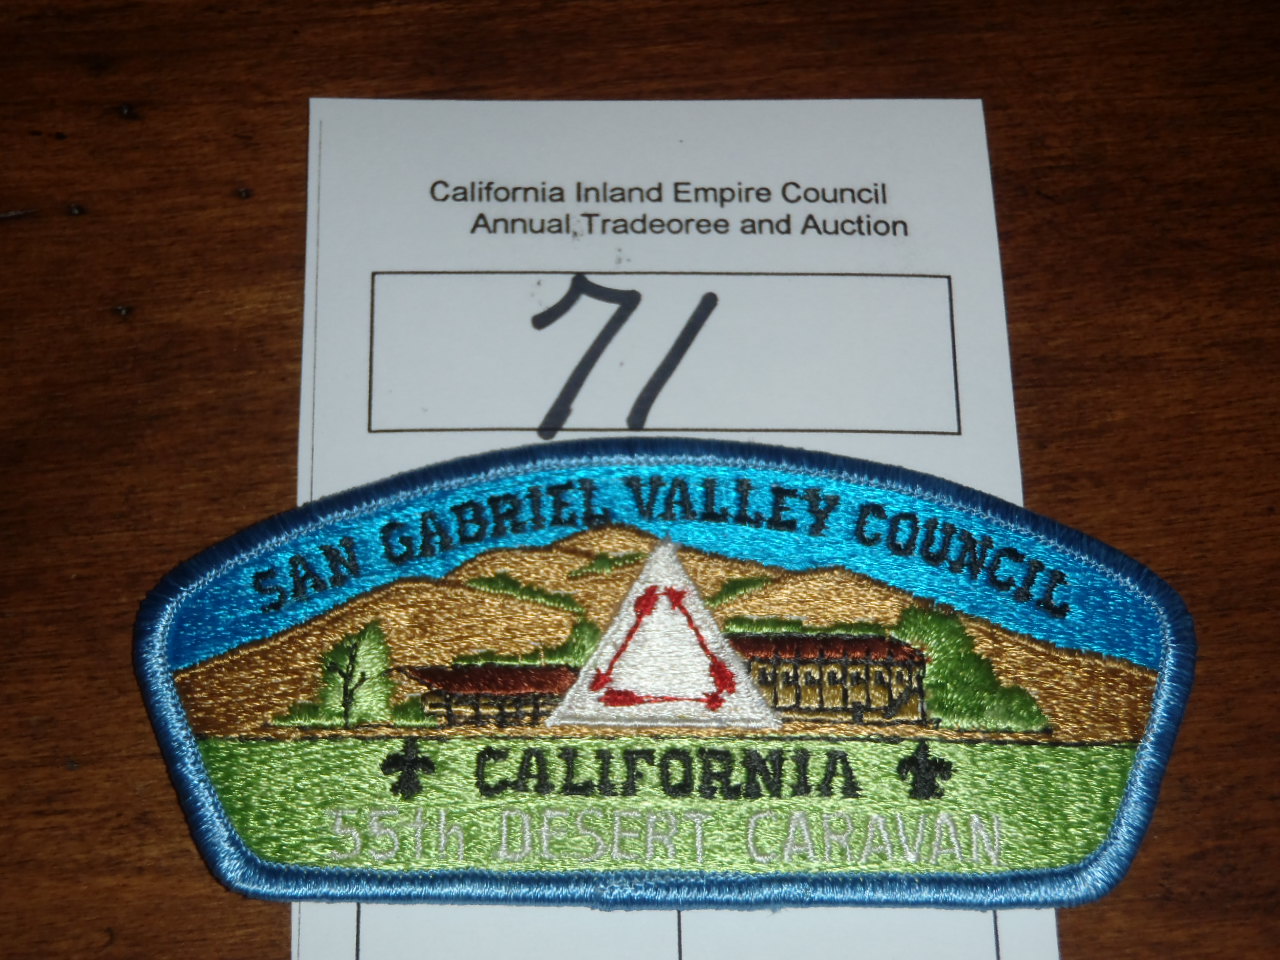 California Inland Empire Council
Annual Tradeoree and Auction
71
SAN GABRIEL VALLEY COUNCIL
CALIFORNIA
55th DESERT CARAVAN